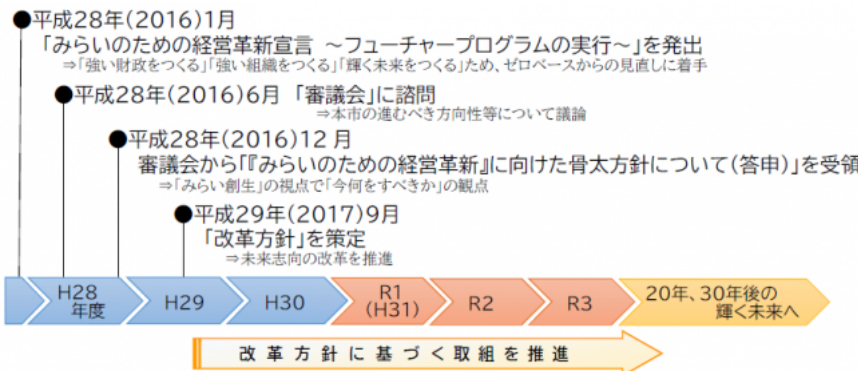 ●平成28年(2016)1月
「みらいのための経営革新宣言 ～フューチャープログラムの実行～」を発出
⇒「強い財政をつくる」「強い組織をつくる」「輝く未来をつくる」ため、ゼロベースからの見直しに着手
●平成28年(2016)6月 「審議会」に諮問
⇒本市の進むべき方向性等について議論
●平成28年(2016)12月
審議会から「『みらいのための経営革新』に向けた骨太方針について(答申)」を受領
⇒「みらい創生」の視点で「今何をすべきか」の観点
●平成29年(2017)9月
「改革方針」を策定
⇒未来志向の改革を推進
H28
年度
H29
H30
R1
(H31)
R2
R3
20年、30年後の
輝く未来へ
改革方針に基づく取組を推進